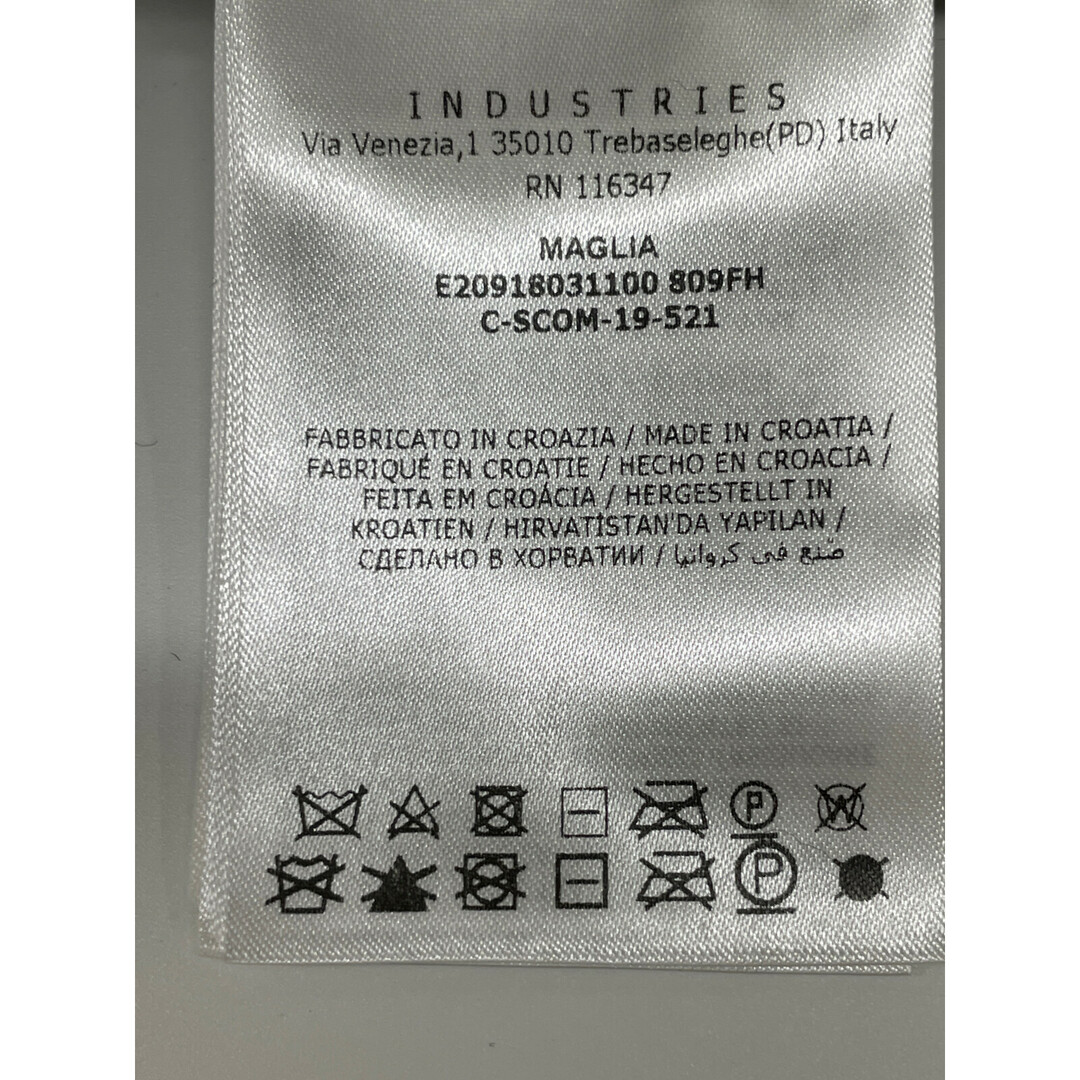 INDUSTRIES
Via Venezia,1 35010 Trebaseleghe(PD) Italy
RN 116347
MAGLIA
E20918031100 809FH
C-SCOM-19-521
FABBRICATO IN CROAZIA / MADE IN CROATIA /
FABRIQUÉ EN CROATIE / HECHO EN CROACIA /
FEITA EM CROÁCIA / HERGESTELLT IN
KROATIEN / HIRVATİSTAN'DA YAPILAN /
СДЕЛАНО В ХОРВАТИИ / صنع في كرواتيا
P W
P